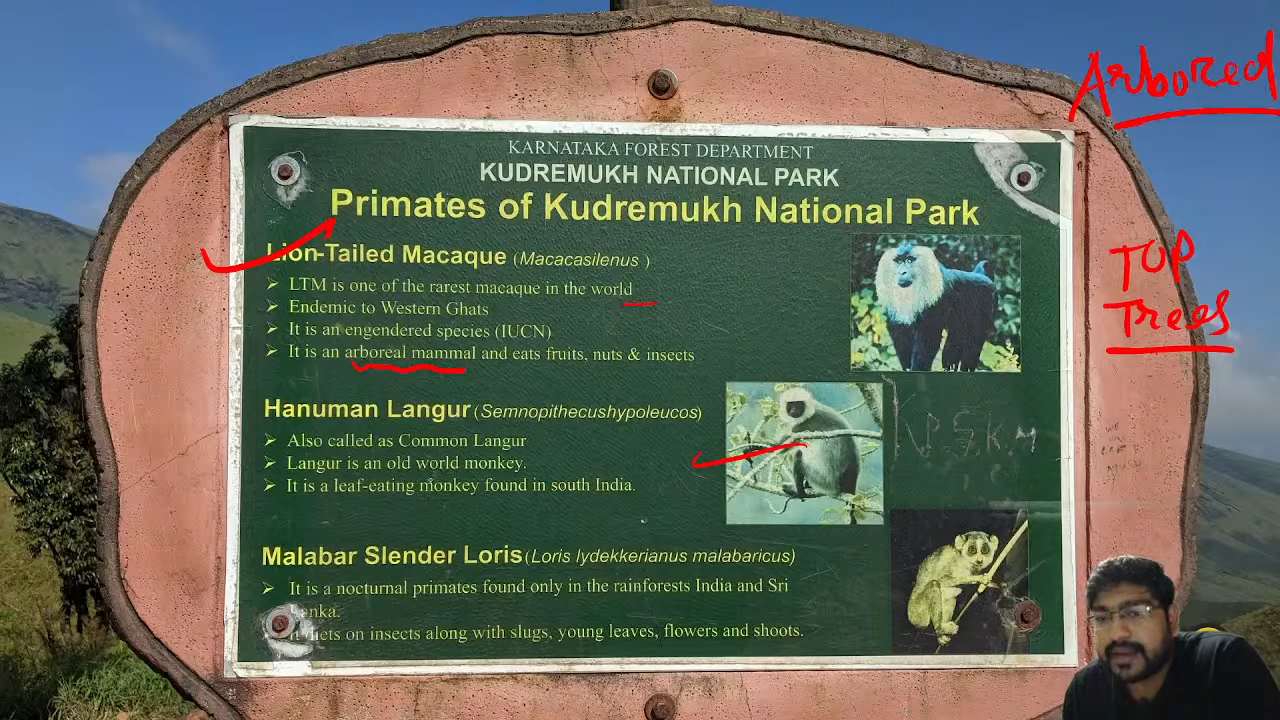 KARNATAKA FOREST DEPARTMENT
KUDREMUKH NATIONAL PARK
Primates of Kudremukh National Park
Lion-Tailed Macaque (Macacasilenus )
LTM is one of the rarest macaque in the world
Endemic to Western Ghats
It is an engendered species (IUCN)
It is an arboreal mammal and eats fruits, nuts & insects
Hanuman Langur (Semnopithecushypoleucos)
Also called as Common Langur
Langur is an old world monkey.
It is a leaf-eating monkey found in south India.
Malabar Slender Loris (Loris lydekkerianus malabaricus)
It is a nocturnal primates found only in the rainforests India and Sri
Lanka.
It diets on insects along with slugs, young leaves, flowers and shoots.
Arbored
TOP
Trees